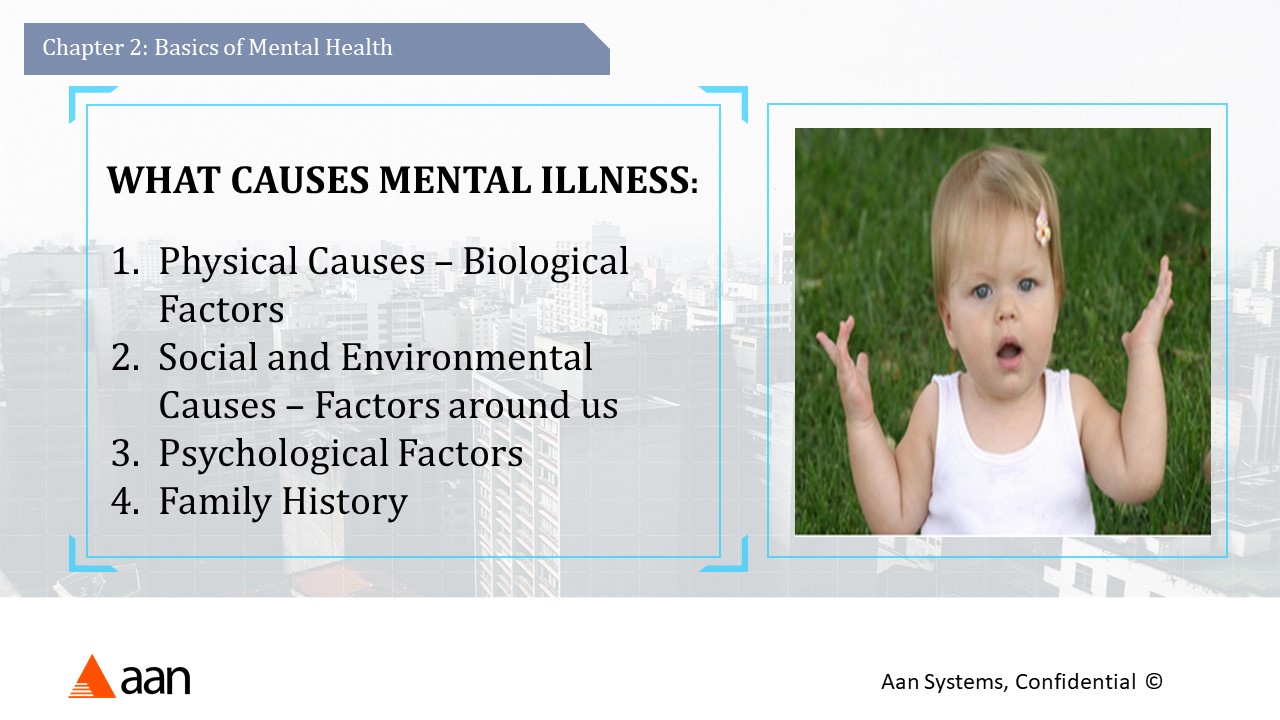 Chapter 2: Basics of Mental Health
WHAT CAUSES MENTAL ILLNESS:
1. Physical Causes – Biological
Factors
2. Social and Environmental
Causes – Factors around us
3. Psychological Factors
4. Family History
aan
Aan Systems, Confidential ©